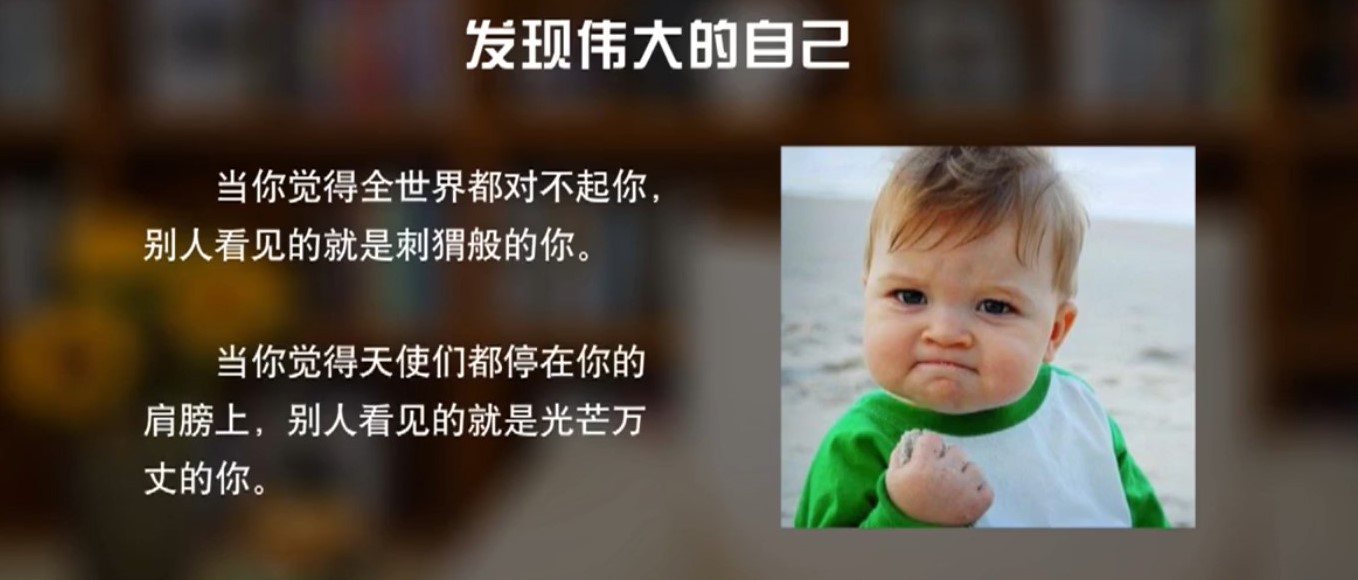 发现伟大的自己
当你觉得全世界都对不起你，
别人看见的就是刺猬般的你。
当你觉得天使们都停在你的
肩膀上，别人看见的就是光芒万
丈的你。